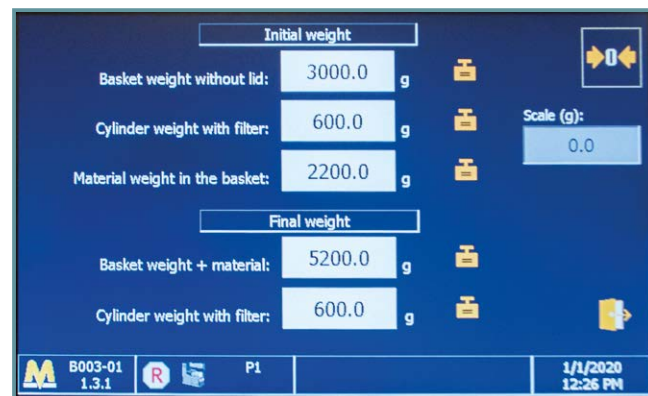 Initial weight
Basket weight without lid: 3000.0 g
Cylinder weight with filter: 600.0 g
Material weight in the basket: 2200.0 g
Final weight
Basket weight + material: 5200.0 g
Cylinder weight with filter: 600.0 g
0
Scale (g):
0.0
M B003-01 R P1 1/1/2020
1.3.1 12:26 PM